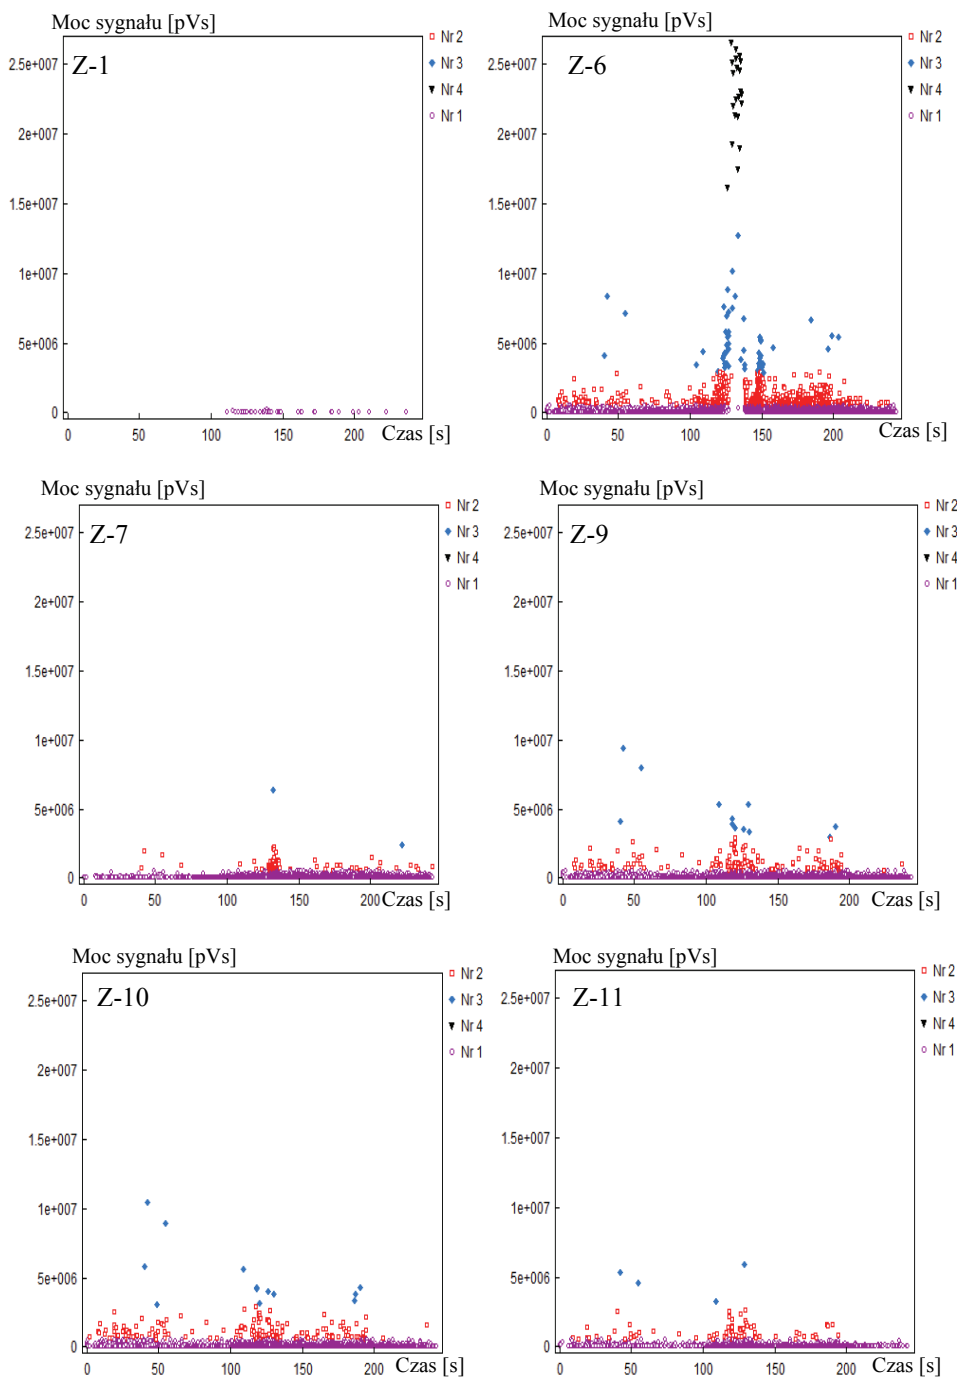 Moc sygnału [pVs]
Z-1
Nr 2
Nr 3
Nr 4
Nr 1
2.5e+007
2e+007
1.5e+007
1e+007
5e+006
0
0 50 100 150 200 Czas [s]
Moc sygnału [pVs]
Z-6
Nr 2
Nr 3
Nr 4
Nr 1
2.5e+007
2e+007
1.5e+007
1e+007
5e+006
0
0 50 100 150 200 Czas [s]
Moc sygnału [pVs]
Z-7
Nr 2
Nr 3
Nr 4
Nr 1
2.5e+007
2e+007
1.5e+007
1e+007
5e+006
0
0 50 100 150 200 Czas [s]
Moc sygnału [pVs]
Z-9
Nr 2
Nr 3
Nr 4
Nr 1
2.5e+007
2e+007
1.5e+007
1e+007
5e+006
0
0 50 100 150 200 Czas [s]
Moc sygnału [pVs]
Z-10
Nr 2
Nr 3
Nr 4
Nr 1
2.5e+007
2e+007
1.5e+007
1e+007
5e+006
0
0 50 100 150 200 Czas [s]
Moc sygnału [pVs]
Z-11
Nr 2
Nr 3
Nr 4
Nr 1
2.5e+007
2e+007
1.5e+007
1e+007
5e+006
0
0 50 100 150 200 Czas [s]